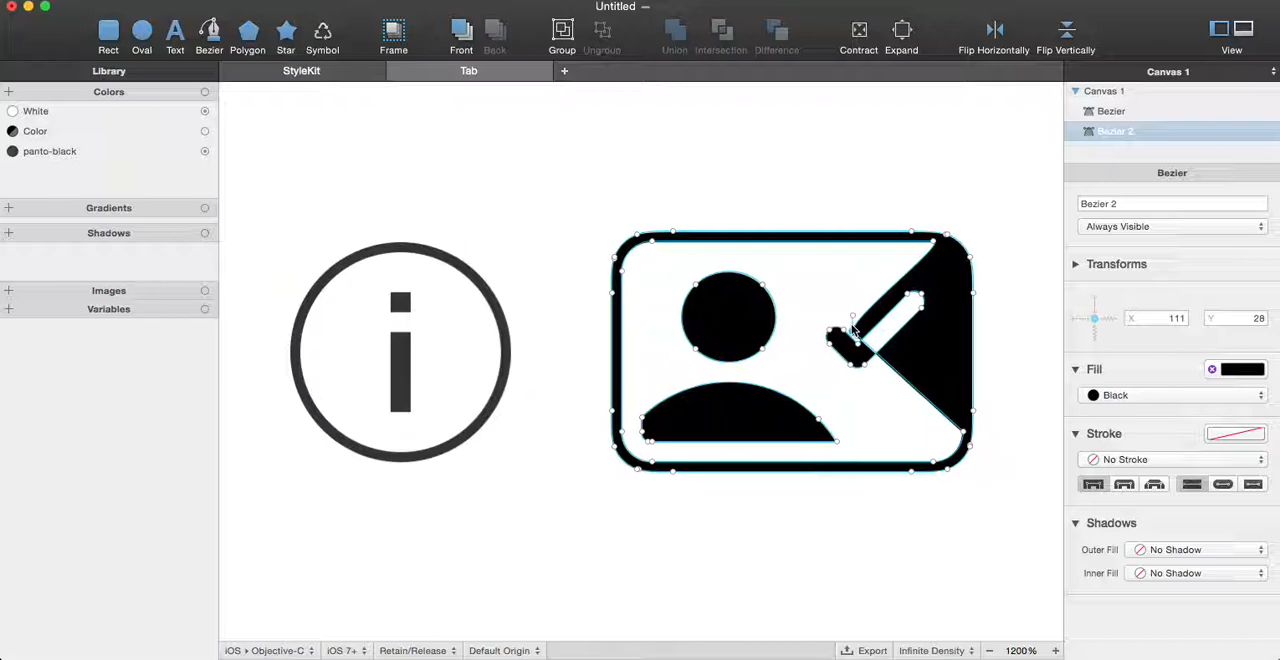 Untitled —
Rect Oval Text Bezier Polygon Star Symbol Frame Front Back Group Ungroup Union Intersection Difference Contract Expand Flip Horizontally Flip Vertically View
Library StyleKit Tab + Canvas 1
+ Colors
White
Color
panto-black
+ Gradients
+ Shadows
+ Images
+ Variables
i
Canvas 1
Bezier
Bezier 2
Bezier
Bezier 2
Always Visible
Transforms
X 111 Y 28
Fill
Black
Stroke
No Stroke
Shadows
Outer Fill No Shadow
Inner Fill No Shadow
iOS ▸ Objective-C iOS 7+ Retain/Release Default Origin Export Infinite Density − 1200% +